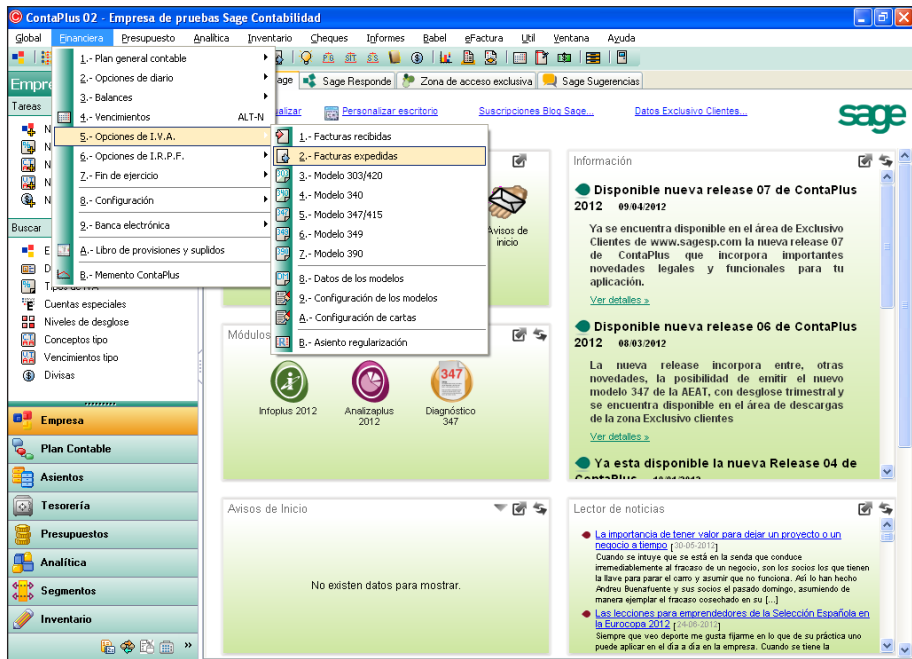 ContaPlus 02 - Empresa de pruebas Sage Contabilidad
Global Financiera Presupuesto Analítica Inventario Cheques Informes Babel eFactura Util Ventana Ayuda
Empre
Sage Responde Zona de acceso exclusiva Sage Sugerencias
Personalizar escritorio Suscripciones Blog Sage... Datos Exclusivo Clientes...
sage
Tareas
N
N
N
N
N
Buscar
E
D
Tipos de IVA
Cuentas especiales
Niveles de desglose
Conceptos tipo
Vencimientos tipo
Divisas
1.- Plan general contable
2.- Opciones de diario
3.- Balances
4.- Vencimientos ALT-N
5.- Opciones de I.V.A.
6.- Opciones de I.R.P.F.
7.- Fin de ejercicio
8.- Configuración
9.- Banca electrónica
A.- Libro de provisiones y suplidos
B.- Memento ContaPlus
1.- Facturas recibidas
2.- Facturas expedidas
3.- Modelo 303/420
4.- Modelo 340
5.- Modelo 347/415
6.- Modelo 349
7.- Modelo 390
8.- Datos de los modelos
9.- Configuración de los modelos
A.- Configuración de cartas
B.- Asiento regularización
Avisos de
inicio
Módulos
347
Infoplus 2012
Analizaplus
2012
Diagnóstico
347
Información
Disponible nueva release 07 de ContaPlus
2012 09/04/2012
Ya se encuentra disponible en el área de Exclusivo
Clientes de www.sagesp.com la nueva release 07
de ContaPlus que incorpora importantes
novedades legales y funcionales para tu
aplicación.
Ver detalles »
Disponible nueva release 06 de ContaPlus
2012 08/03/2012
La nueva release incorpora entre, otras
novedades, la posibilidad de emitir el nuevo
modelo 347 de la AEAT, con desglose trimestral y
se encuentra disponible en el área de descargas
de la zona Exclusivo clientes
Ver detalles »
Ya esta disponible la nueva Release 04 de
Empresa
Plan Contable
Asientos
Tesorería
Presupuestos
Analítica
Segmentos
Inventario
Avisos de Inicio
No existen datos para mostrar.
Lector de noticias
La importancia de tener valor para dejar un proyecto o un
negocio a tiempo [30-05-2012]
Cuando se intuye que se está en la senda que conduce
irremediablemente al fracaso de un negocio, son los socios los que tienen
la llave para parar el carro y asumir que no funciona. Así lo han hecho
Andreu Buenafuente y sus socios el pasado domingo, asumiendo de
manera ejemplar el fracaso cosechado en su [...]
Las lecciones para emprendedores de la Selección Española en
la Eurocopa 2012 [24-06-2012]
Siempre que veo deporte me gusta fijarme en lo que de su práctica uno
puede aplicar en el día a día en la empresa. Cuando se tiene la